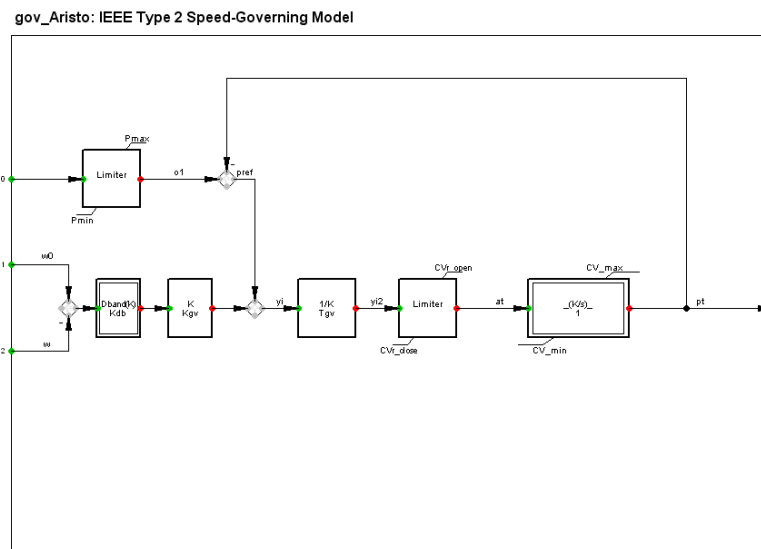 gov_Aristo: IEEE Type 2 Speed-Governing Model
Pmax
Limiter
Pmin
0
o1
-
pref
1
w0
2
w
-
Dband(K)
Kdb
K
Kgv
yi
1/K
Tgv
yi2
CVr_open
Limiter
CVr_close
at
CV_max
_(K/s)_
1
CV_min
pt